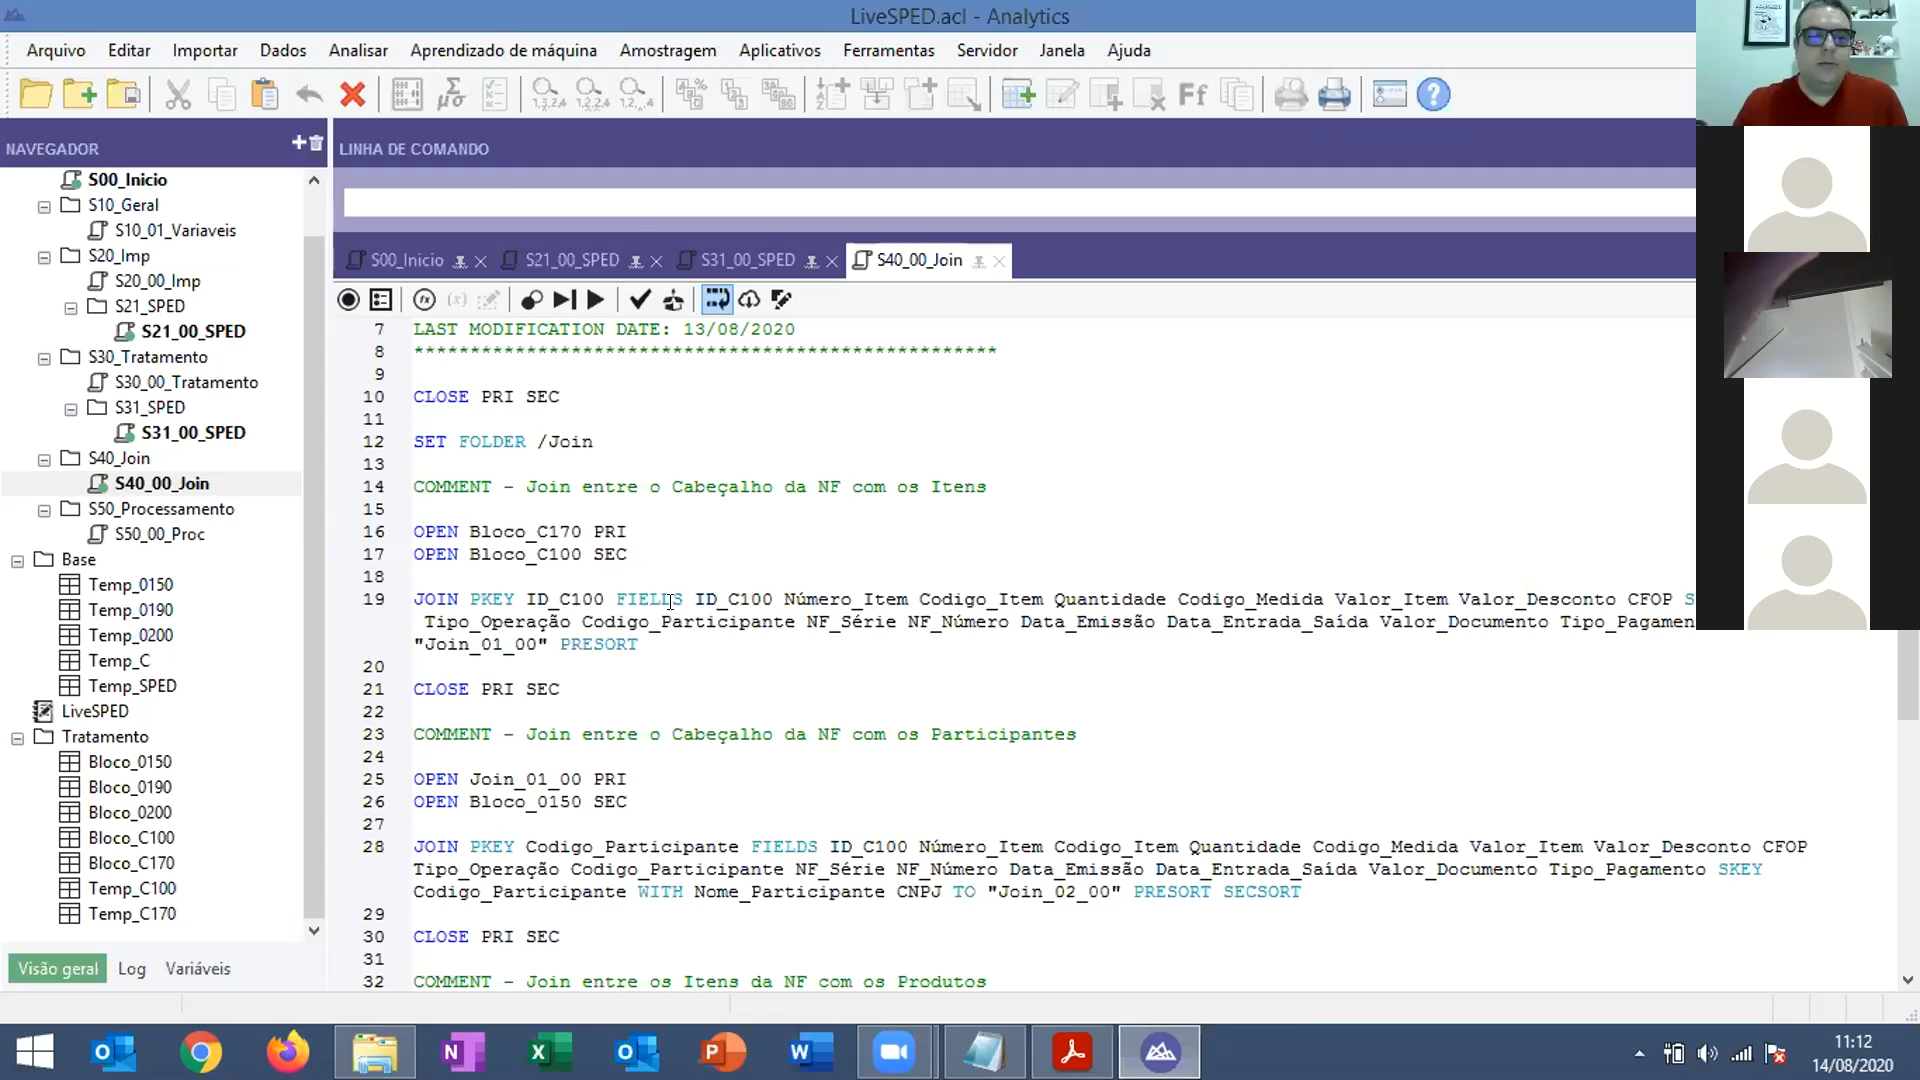 LiveSPED.acl - Analytics
Arquivo Editar Importar Dados Analisar Aprendizado de máquina Amostragem Aplicativos Ferramentas Servidor Janela Ajuda
NAVEGADOR
S00_Inicio
S10_Geral
S10_01_Variaveis
S20_Imp
S20_00_Imp
S21_SPED
S21_00_SPED
S30_Tratamento
S30_00_Tratamento
S31_SPED
S31_00_SPED
S40_Join
S40_00_Join
S50_Processamento
S50_00_Proc
Base
Temp_0150
Temp_0190
Temp_0200
Temp_C
Temp_SPED
LiveSPED
Tratamento
Bloco_0150
Bloco_0190
Bloco_0200
Bloco_C100
Bloco_C170
Temp_C100
Temp_C170
Visão geral Log Variáveis
LINHA DE COMANDO
S00_Inicio S21_00_SPED S31_00_SPED S40_00_Join
7 LAST MODIFICATION DATE: 13/08/2020
8 ****************************************************
9
10 CLOSE PRI SEC
11
12 SET FOLDER /Join
13
14 COMMENT - Join entre o Cabeçalho da NF com os Itens
15
16 OPEN Bloco_C170 PRI
17 OPEN Bloco_C100 SEC
18
19 JOIN PKEY ID_C100 FIELDS ID_C100 Número_Item Codigo_Item Quantidade Codigo_Medida Valor_Item Valor_Desconto CFOP S
Tipo_Operação Codigo_Participante NF_Série NF_Número Data_Emissão Data_Entrada_Saída Valor_Documento Tipo_Pagamen
"Join_01_00" PRESORT
20
21 CLOSE PRI SEC
22
23 COMMENT - Join entre o Cabeçalho da NF com os Participantes
24
25 OPEN Join_01_00 PRI
26 OPEN Bloco_0150 SEC
27
28 JOIN PKEY Codigo_Participante FIELDS ID_C100 Número_Item Codigo_Item Quantidade Codigo_Medida Valor_Item Valor_Desconto CFOP
Tipo_Operação Codigo_Participante NF_Série NF_Número Data_Emissão Data_Entrada_Saída Valor_Documento Tipo_Pagamento SKEY
Codigo_Participante WITH Nome_Participante CNPJ TO "Join_02_00" PRESORT SECSORT
29
30 CLOSE PRI SEC
31
32 COMMENT - Join entre os Itens da NF com os Produtos
11:12
14/08/2020